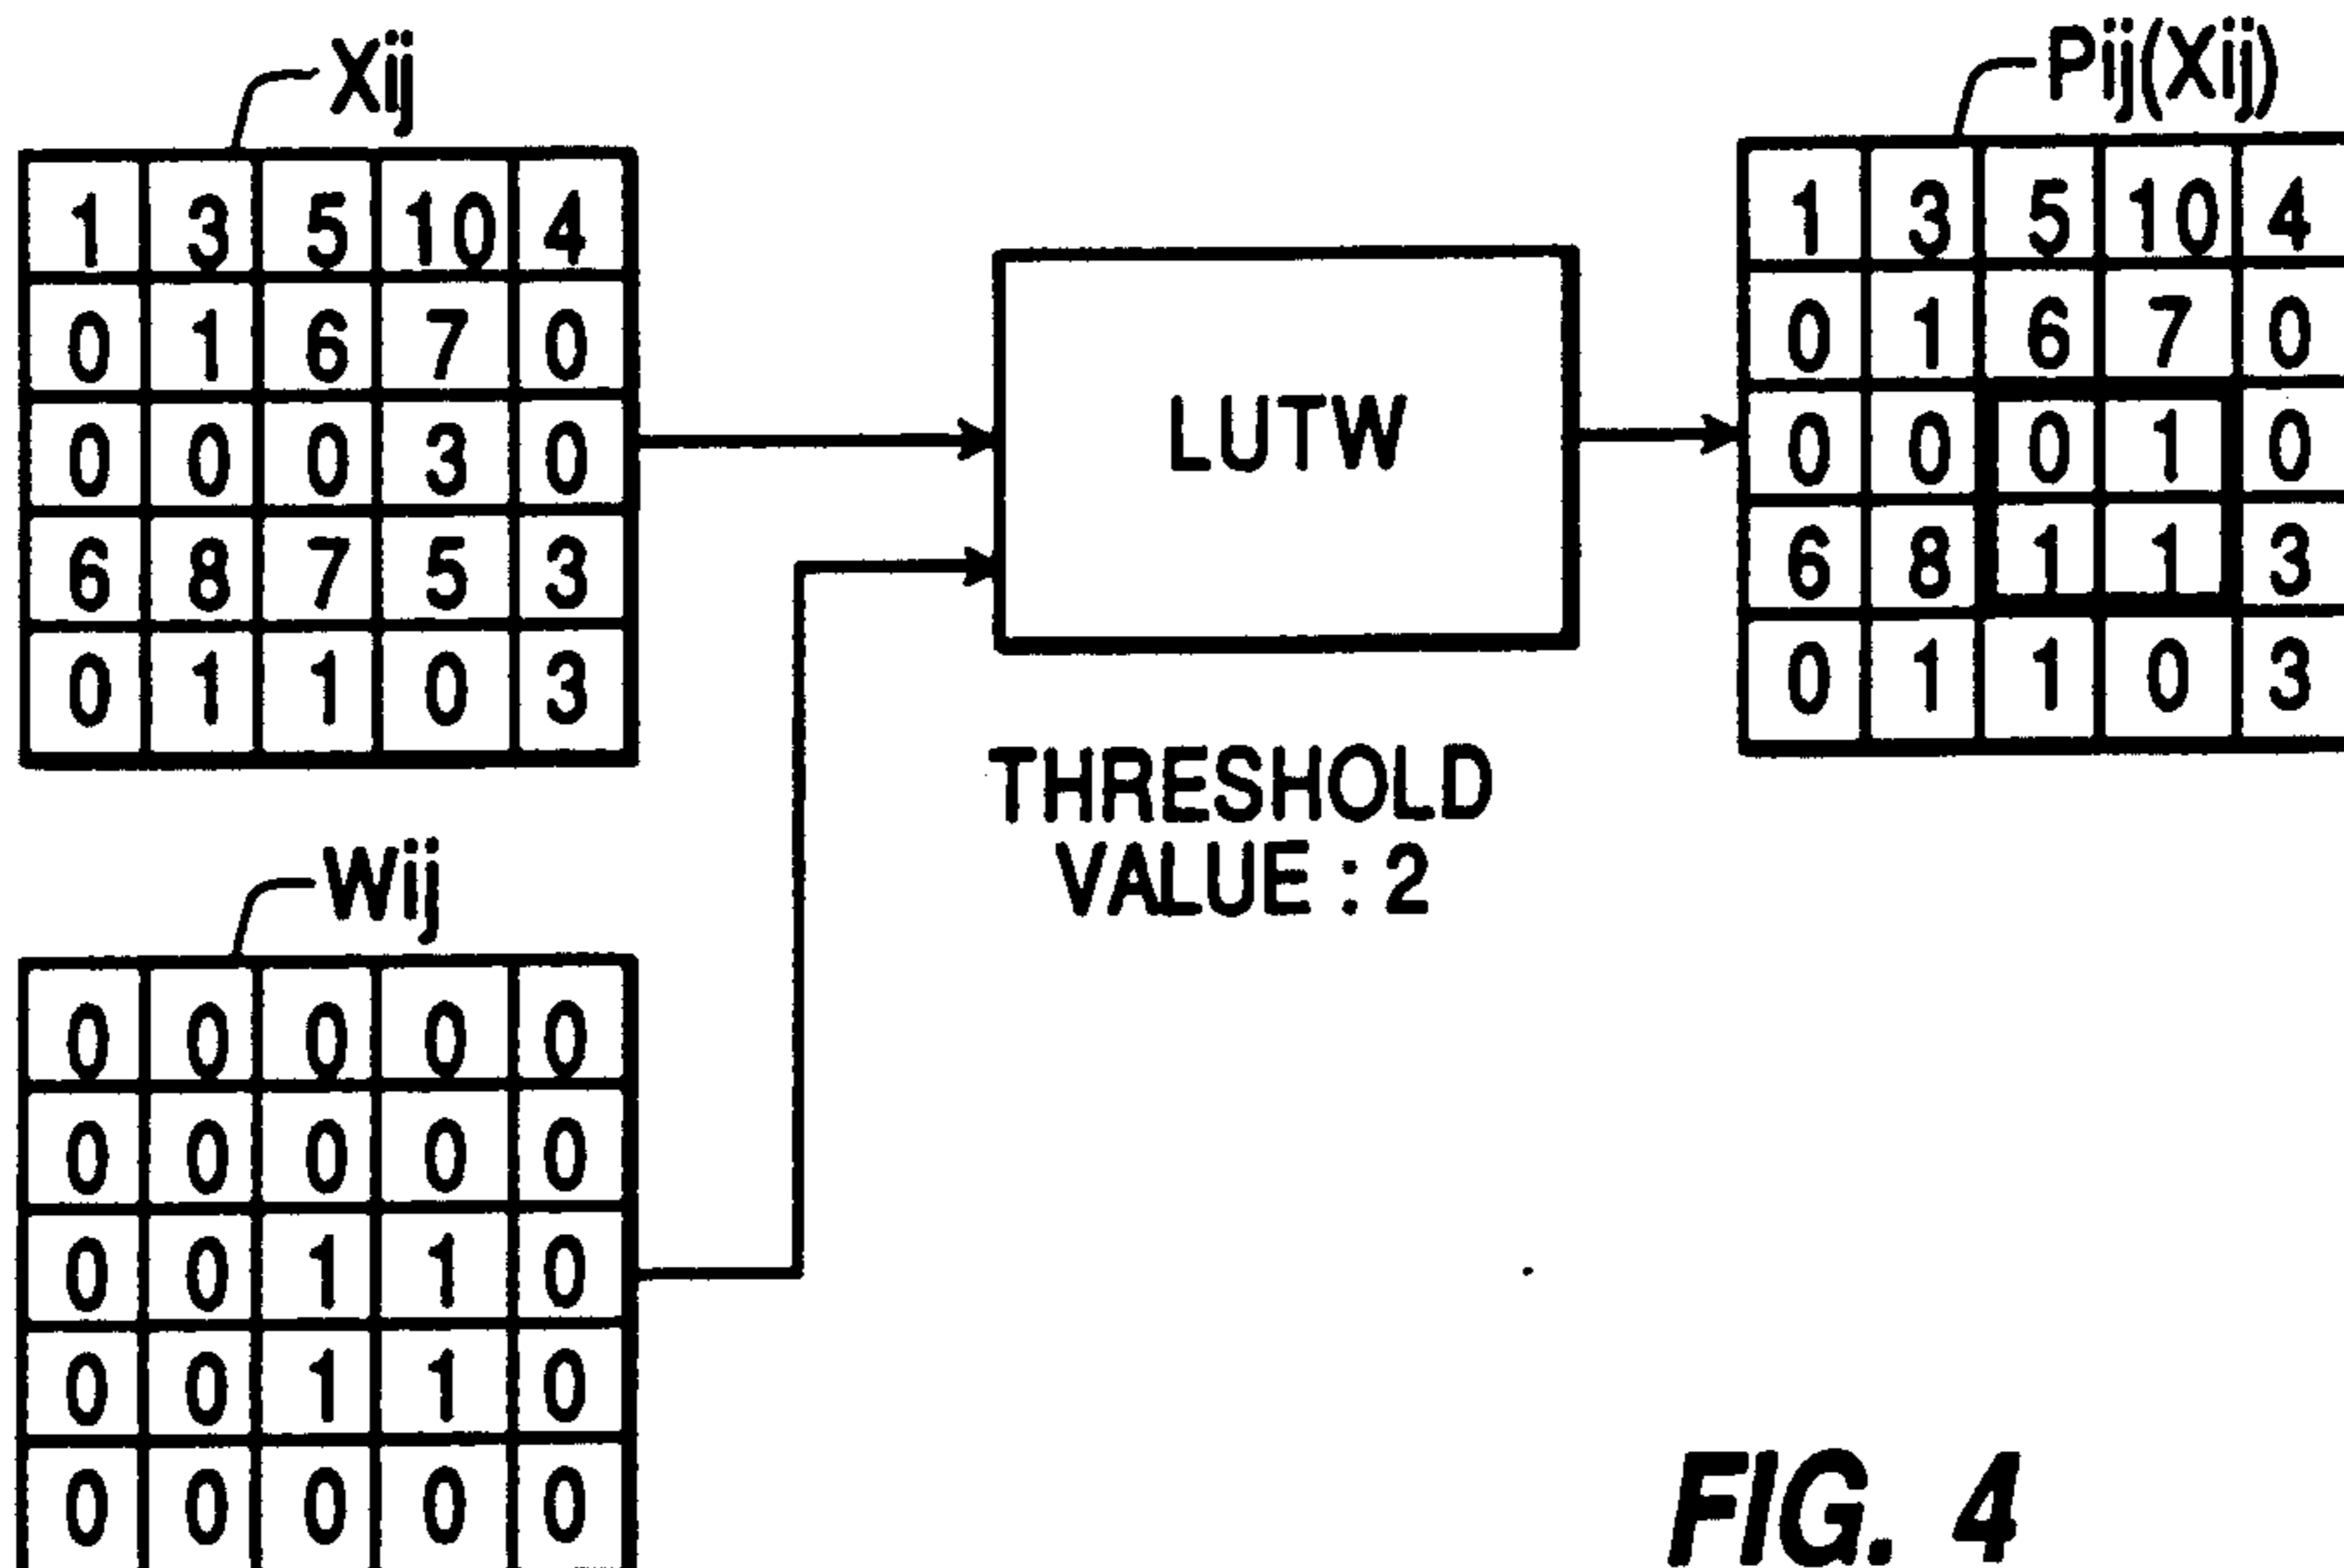 Xij
1 3 5 10 4
0 1 6 7 0
0 0 0 3 0
6 8 7 5 3
0 1 1 0 3
Wij
0 0 0 0 0
0 0 0 0 0
0 0 1 1 0
0 0 1 1 0
0 0 0 0 0
LUTW
THRESHOLD
VALUE : 2
Pij(Xij)
1 3 5 10 4
0 1 6 7 0
0 0 0 1 0
6 8 1 1 3
0 1 1 0 3
FIG. 4